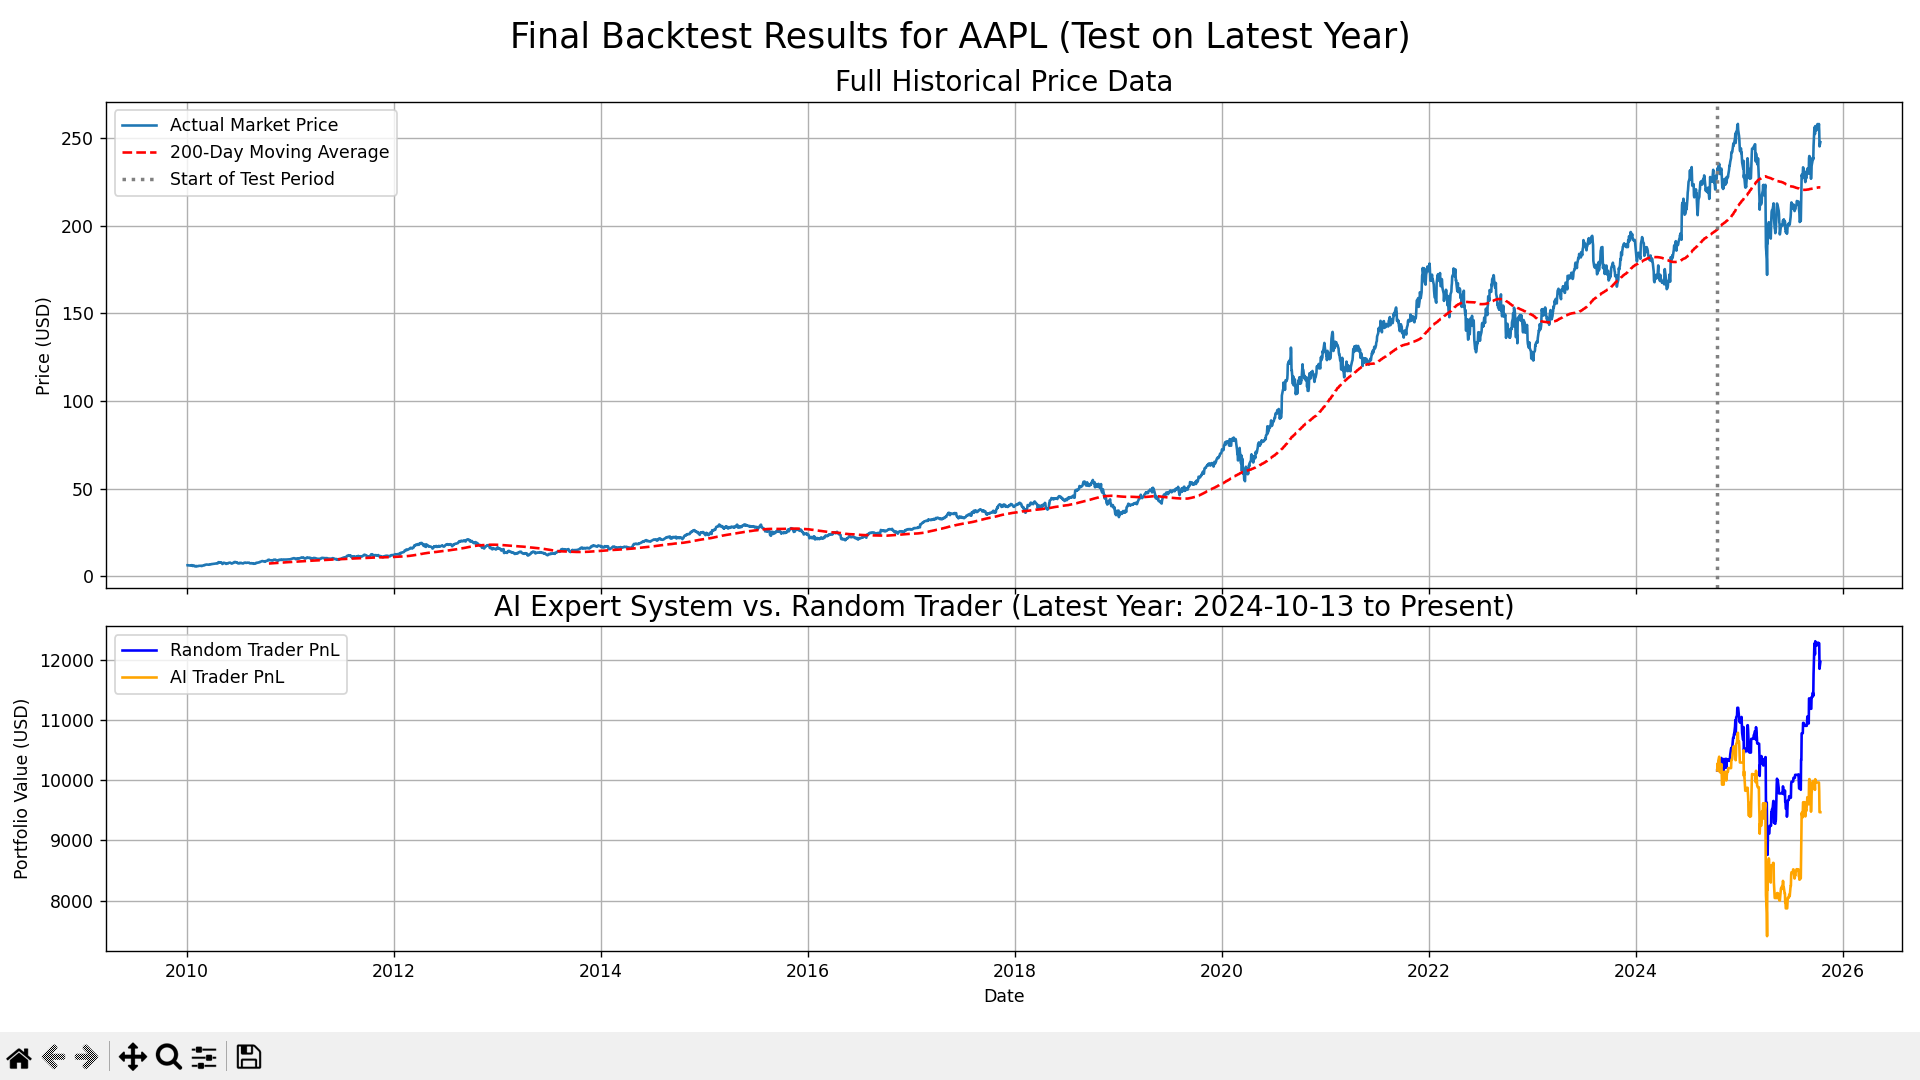 Final Backtest Results for AAPL (Test on Latest Year)
Full Historical Price Data
Actual Market Price
200-Day Moving Average
Start of Test Period
Price (USD)
250
200
150
100
50
0
AI Expert System vs. Random Trader (Latest Year: 2024-10-13 to Present)
Random Trader PnL
AI Trader PnL
Portfolio Value (USD)
12000
11000
10000
9000
8000
2010 2012 2014 2016 2018 2020 2022 2024 2026
Date